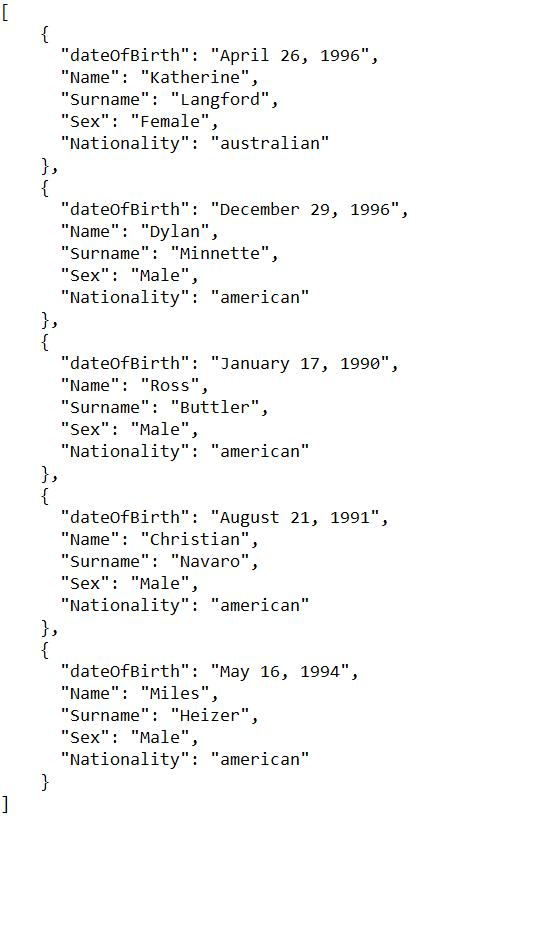 [
    {
      "dateOfBirth": "April 26, 1996",
      "Name": "Katherine",
      "Surname": "Langford",
      "Sex": "Female",
      "Nationality": "australian"
    },
    {
      "dateOfBirth": "December 29, 1996",
      "Name": "Dylan",
      "Surname": "Minnette",
      "Sex": "Male",
      "Nationality": "american"
    },
    {
      "dateOfBirth": "January 17, 1990",
      "Name": "Ross",
      "Surname": "Buttler",
      "Sex": "Male",
      "Nationality": "american"
    },
    {
      "dateOfBirth": "August 21, 1991",
      "Name": "Christian",
      "Surname": "Navaro",
      "Sex": "Male",
      "Nationality": "american"
    },
    {
      "dateOfBirth": "May 16, 1994",
      "Name": "Miles",
      "Surname": "Heizer",
      "Sex": "Male",
      "Nationality": "american"
    }
]